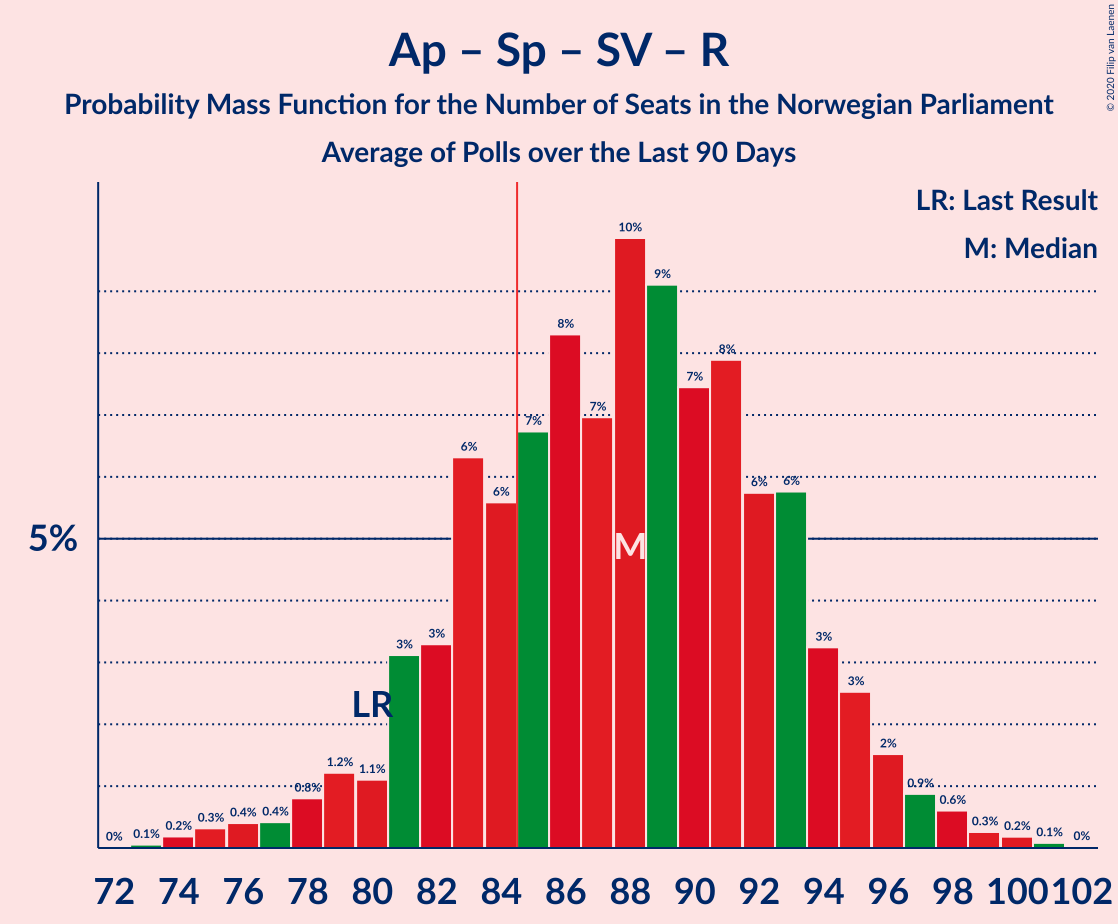 Ap – Sp – SV – R
Probability Mass Function for the Number of Seats in the Norwegian Parliament
Average of Polls over the Last 90 Days
© 2020 Filip van Laenen
LR: Last Result
M: Median
5%
0% 0.1% 0.2% 0.3% 0.4% 0.4% 0.8% 1.2% 1.1% 3% 3% 6% 6% 7% 8% 7% 10% 9% 7% 8% 6% 6% 3% 3% 2% 0.9% 0.6% 0.3% 0.2% 0.1% 0%
LR
M
72 74 76 78 80 82 84 86 88 90 92 94 96 98 100 102